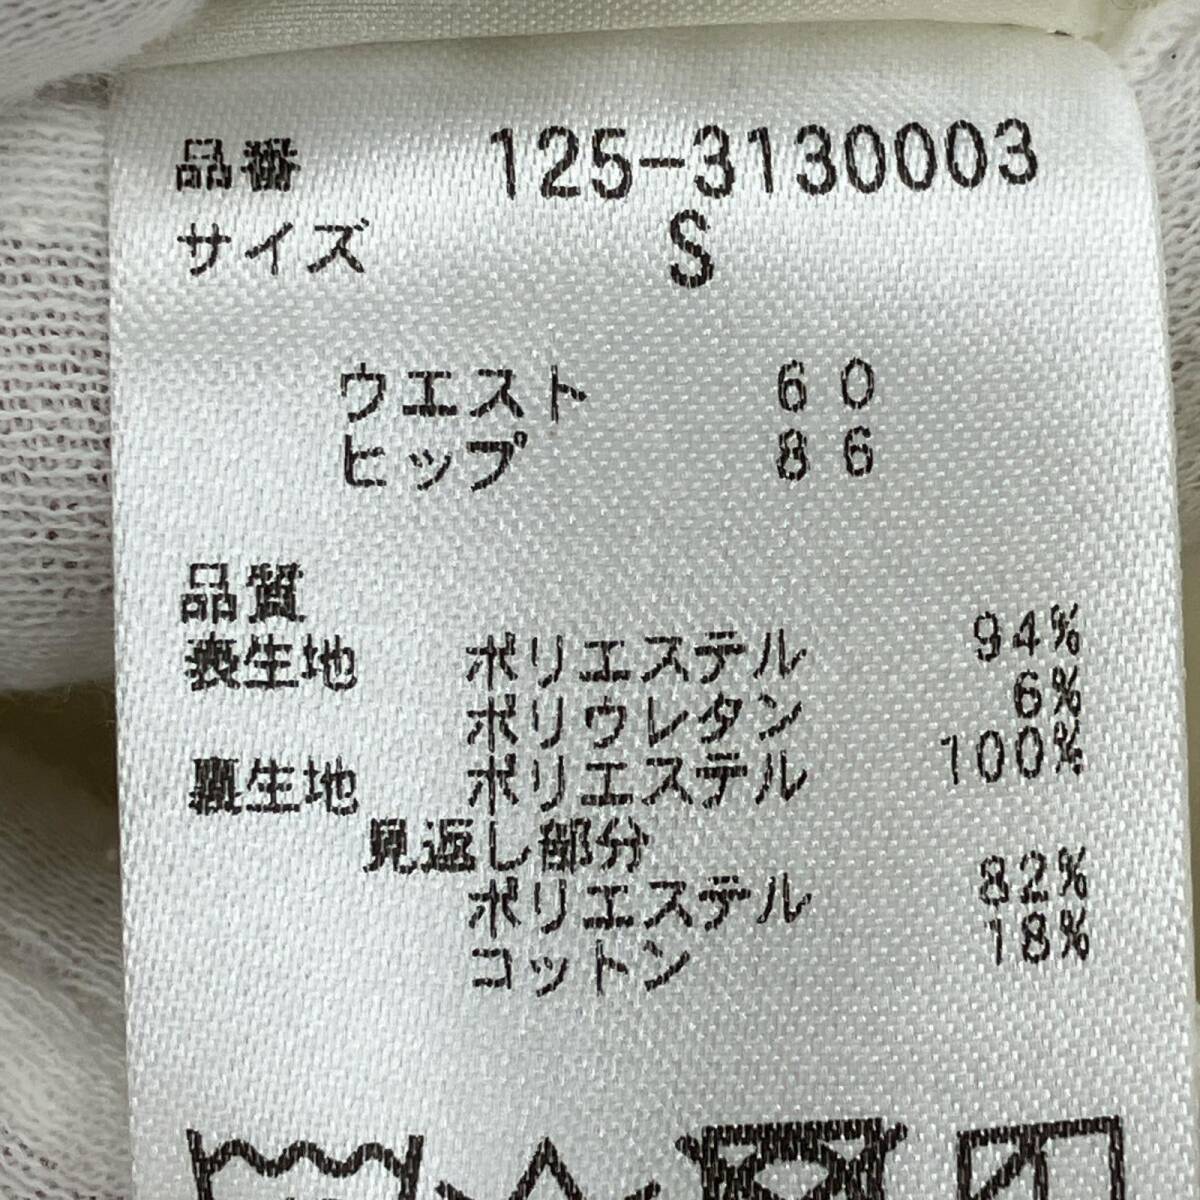 品番 125-3130003
サイズ S
ウエスト 60
ヒップ 86
品質
表生地 ポリエステル 94%
ポリウレタン 6%
裏生地 ポリエステル 100%
見返し部分
ポリエステル 82%
コットン 18%